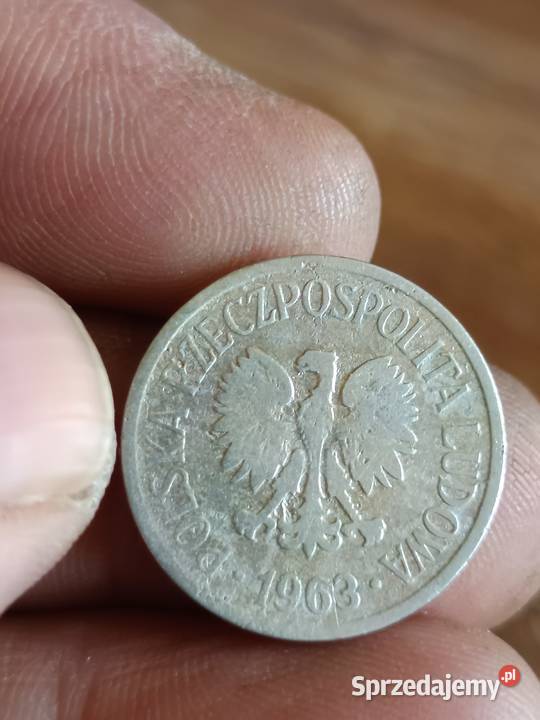 POLSKA RZECZPOSPOLITA LUDOWA
· 1963 ·
Sprzedajemy.pl